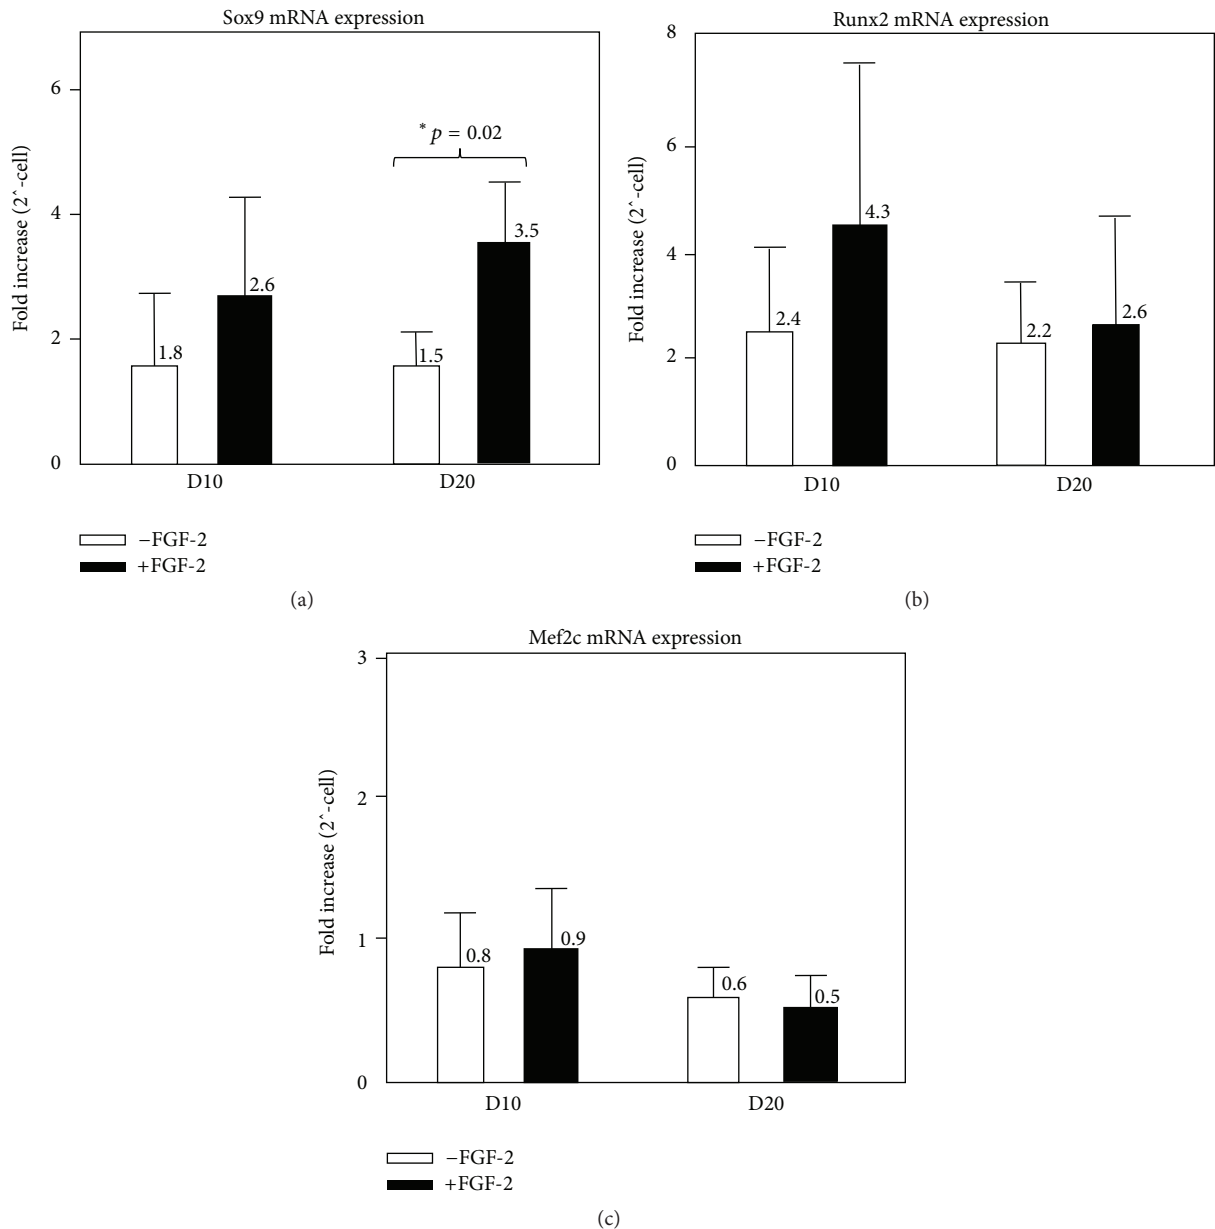 Sox9 mRNA expression
Fold increase (2^-cell)
6
4
2
0
* p = 0.02
1.8
2.6
1.5
3.5
D10
D20
−FGF-2
+FGF-2
(a)
Runx2 mRNA expression
Fold increase (2^-cell)
8
6
4
2
0
2.4
4.3
2.2
2.6
D10
D20
−FGF-2
+FGF-2
(b)
Mef2c mRNA expression
Fold increase (2^-cell)
3
2
1
0
0.8
0.9
0.6
0.5
D10
D20
−FGF-2
+FGF-2
(c)